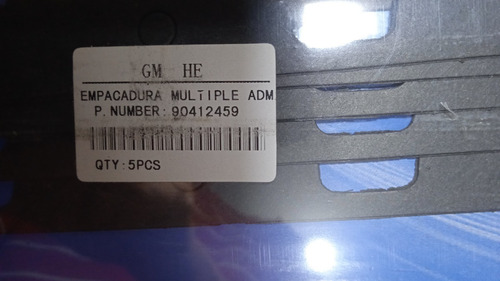 GM HE
EMPACADURA MULTIPLE ADM
P. NUMBER: 90412459
QTY: 5PCS